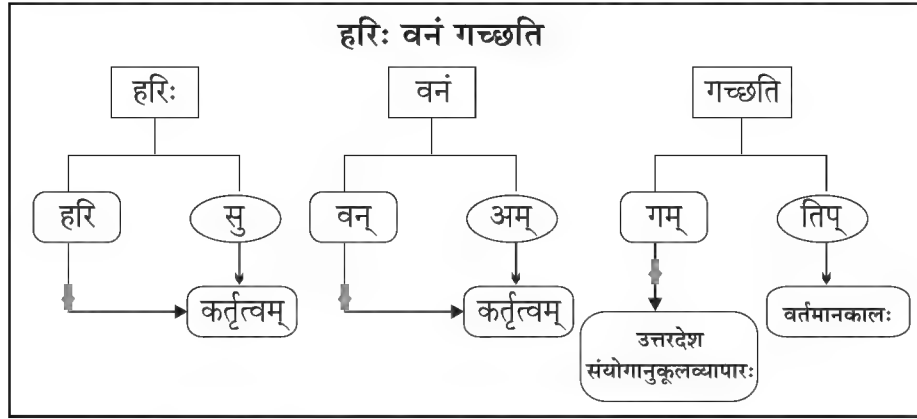 हरिः वनं गच्छति
हरिः वनं गच्छति
हरि सु वन् अम् गम् तिप्
कर्तृत्वम् कर्तृत्वम् उत्तरदेश संयोगानुकूलव्यापारः वर्तमानकालः